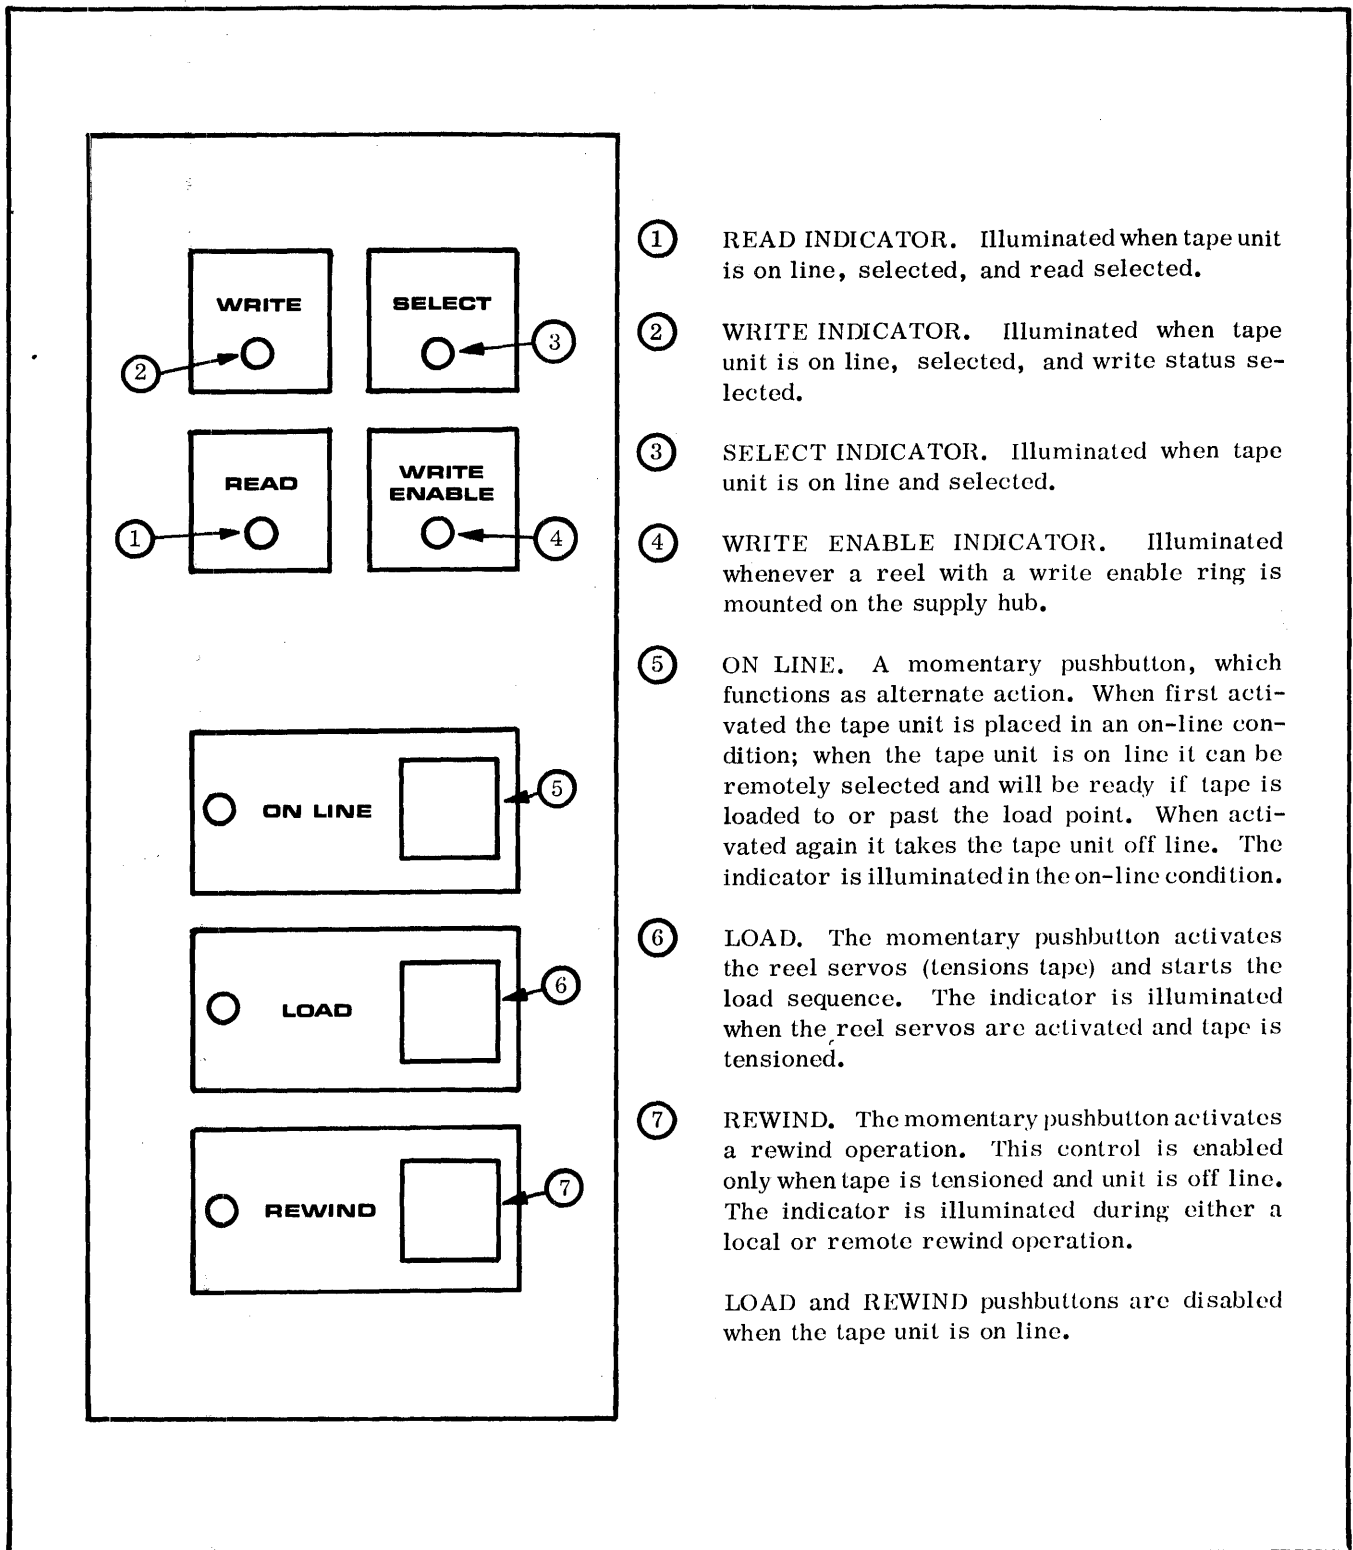 WRITE
SELECT
2
3
READ
WRITE
ENABLE
1
4
ON LINE
5
LOAD
6
REWIND
7
1 READ INDICATOR. Illuminated when tape unit
is on line, selected, and read selected.
2 WRITE INDICATOR. Illuminated when tape
unit is on line, selected, and write status se-
lected.
3 SELECT INDICATOR. Illuminated when tape
unit is on line and selected.
4 WRITE ENABLE INDICATOR. Illuminated
whenever a reel with a write enable ring is
mounted on the supply hub.
5 ON LINE. A momentary pushbutton, which
functions as alternate action. When first acti-
vated the tape unit is placed in an on-line con-
dition; when the tape unit is on line it can be
remotely selected and will be ready if tape is
loaded to or past the load point. When acti-
vated again it takes the tape unit off line. The
indicator is illuminated in the on-line condition.
6 LOAD. The momentary pushbutton activates
the reel servos (tensions tape) and starts the
load sequence. The indicator is illuminated
when the reel servos are activated and tape is
tensioned.
7 REWIND. The momentary pushbutton activates
a rewind operation. This control is enabled
only when tape is tensioned and unit is off line.
The indicator is illuminated during either a
local or remote rewind operation.
LOAD and REWIND pushbuttons are disabled
when the tape unit is on line.